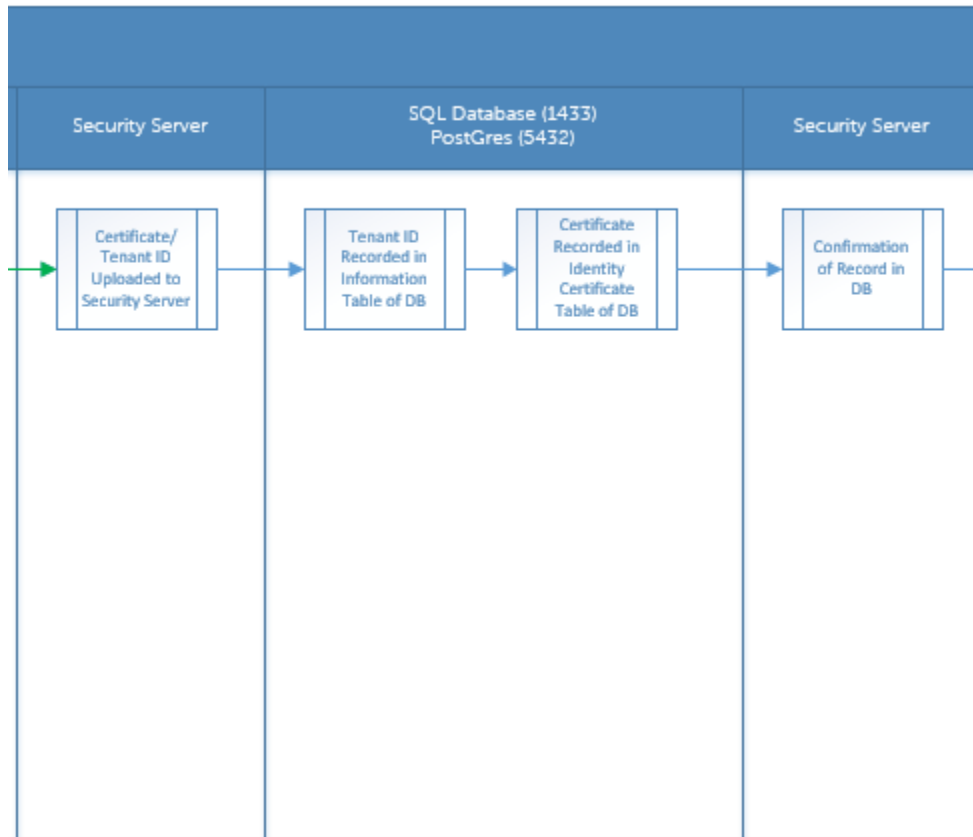 Security Server
SQL Database (1433)
PostGres (5432)
Security Server
Certificate/
Tenant ID
Uploaded to
Security Server
Tenant ID
Recorded in
Information
Table of DB
Certificate
Recorded in
Identity
Certificate
Table of DB
Confirmation
of Record in
DB